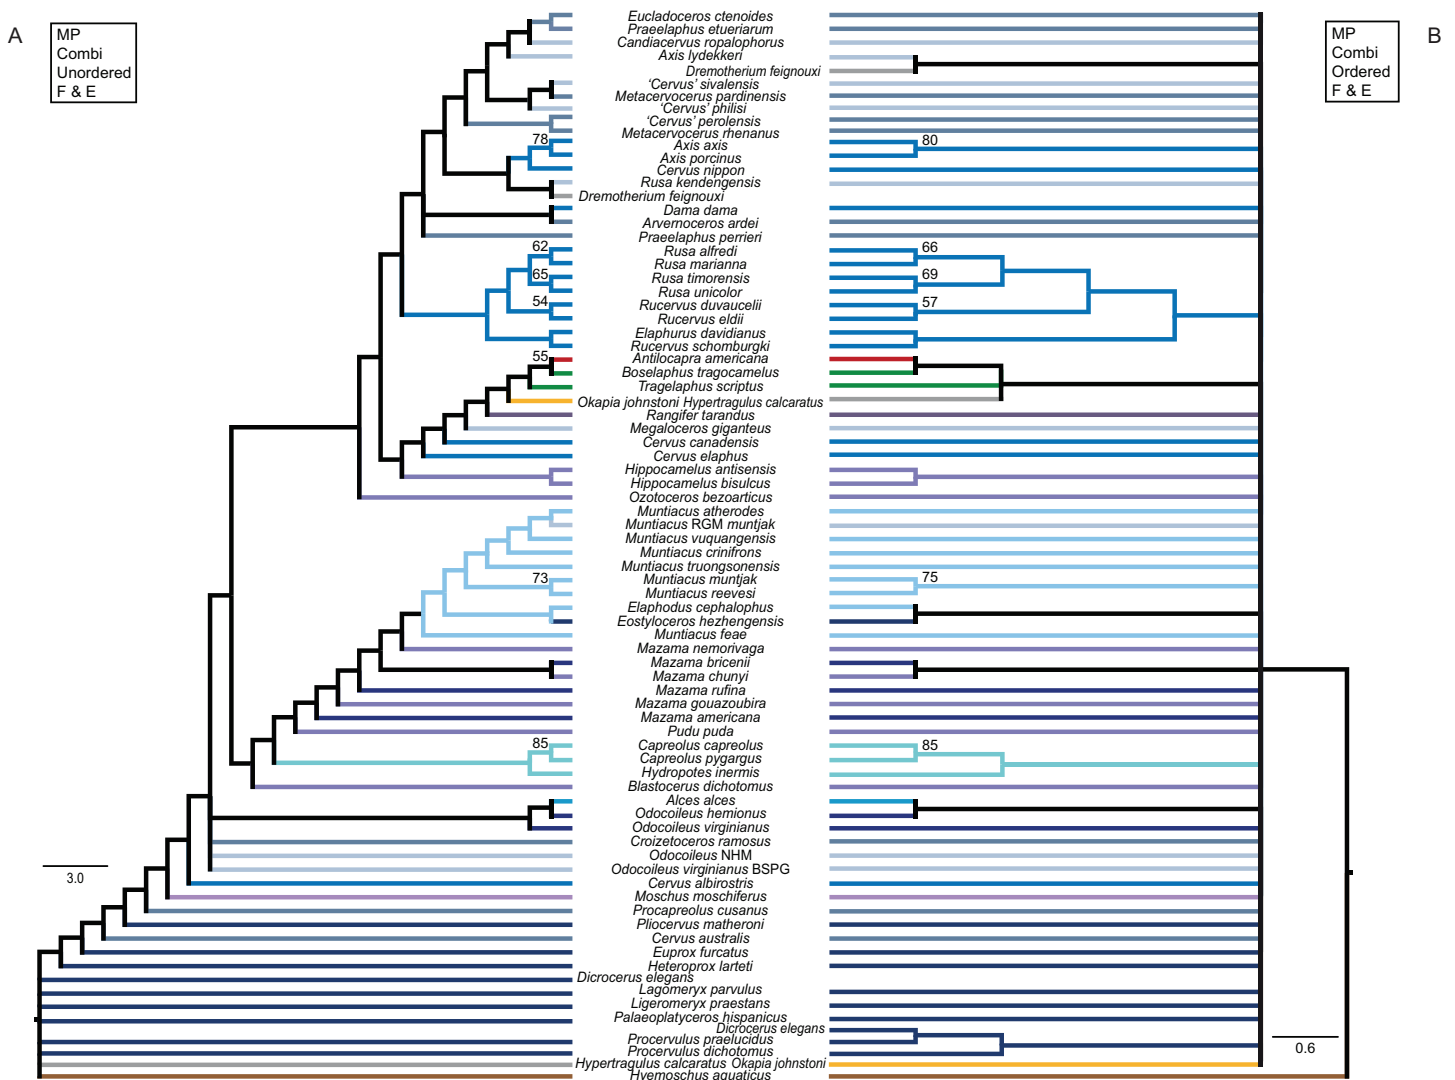 A
MP
Combi
Unordered
F & E
B
MP
Combi
Ordered
F & E
Eucladoceros ctenoides
Praeelaphus etueriarum
Candiacervus ropalophorus
Axis lydekkeri
Dremotherium feignouxi
‘Cervus’ sivalensis
Metacervocerus pardinensis
‘Cervus’ philisi
‘Cervus’ perolensis
Metacervocerus rhenanus
78 Axis axis 80
Axis porcinus
Cervus nippon
Rusa kendengensis
Dremotherium feignouxi
Dama dama
Arvernoceros ardei
Praeelaphus perrieri
62 Rusa alfredi 66
Rusa marianna
65 Rusa timorensis 69
Rusa unicolor
54 Rucervus duvaucelii 57
Rucervus eldii
Elaphurus davidianus
Rucervus schomburgki
55 Antilocapra americana
Boselaphus tragocamelus
Tragelaphus scriptus
Okapia johnstoni Hypertragulus calcaratus
Rangifer tarandus
Megaloceros giganteus
Cervus canadensis
Cervus elaphus
Hippocamelus antisensis
Hippocamelus bisulcus
Ozotoceros bezoarticus
Muntiacus atherodes
Muntiacus RGM muntjak
Muntiacus vuquangensis
Muntiacus crinifrons
Muntiacus truongsonensis
73 Muntiacus muntjak 75
Muntiacus reevesi
Elaphodus cephalophus
Eostyloceros hezhengensis
Muntiacus feae
Mazama nemorivaga
Mazama bricenii
Mazama chunyi
Mazama rufina
Mazama gouazoubira
Mazama americana
Pudu puda
85 Capreolus capreolus 85
Capreolus pygargus
Hydropotes inermis
Blastocerus dichotomus
Alces alces
Odocoileus hemionus
Odocoileus virginianus
Croizetoceros ramosus
Odocoileus NHM
Odocoileus virginianus BSPG
3.0
Cervus albirostris
Moschus moschiferus
Procapreolus cusanus
Pliocervus matheroni
Cervus australis
Euprox furcatus
Heteroprox larteti
Dicrocerus elegans
Lagomeryx parvulus
Ligeromeryx praestans
Palaeoplatyceros hispanicus
Dicrocerus elegans
Procervulus praelucidus
Procervulus dichotomus
0.6
Hypertragulus calcaratus Okapia johnstoni
Hyemoschus aquaticus